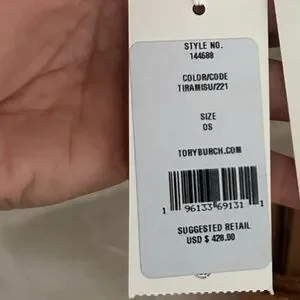 STYLE NO.
144588
COLOR/CODE
TIRAMISU/221
SIZE
OS
TORYBURCH.COM
1 96133 69131 1
SUGGESTED RETAIL
USD $ 428.00